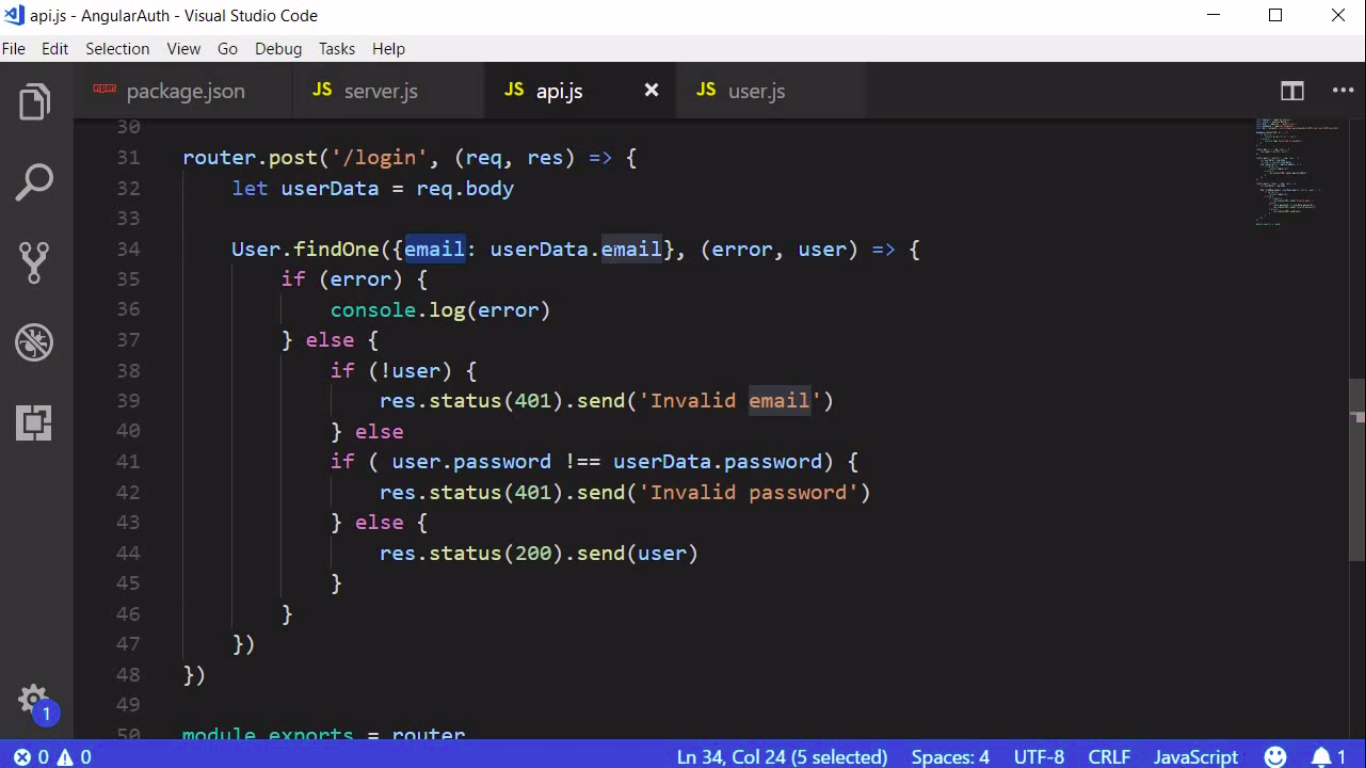 api.js - AngularAuth - Visual Studio Code
File Edit Selection View Go Debug Tasks Help
npm package.json JS server.js JS api.js JS user.js
30
31 router.post('/login', (req, res) => {
32 let userData = req.body
33
34 User.findOne({email: userData.email}, (error, user) => {
35 if (error) {
36 console.log(error)
37 } else {
38 if (!user) {
39 res.status(401).send('Invalid email')
40 } else
41 if ( user.password !== userData.password) {
42 res.status(401).send('Invalid password')
43 } else {
44 res.status(200).send(user)
45 }
46 }
47 })
48 })
49
50 module.exports = router
1
0 0 Ln 34, Col 24 (5 selected) Spaces: 4 UTF-8 CRLF JavaScript 1